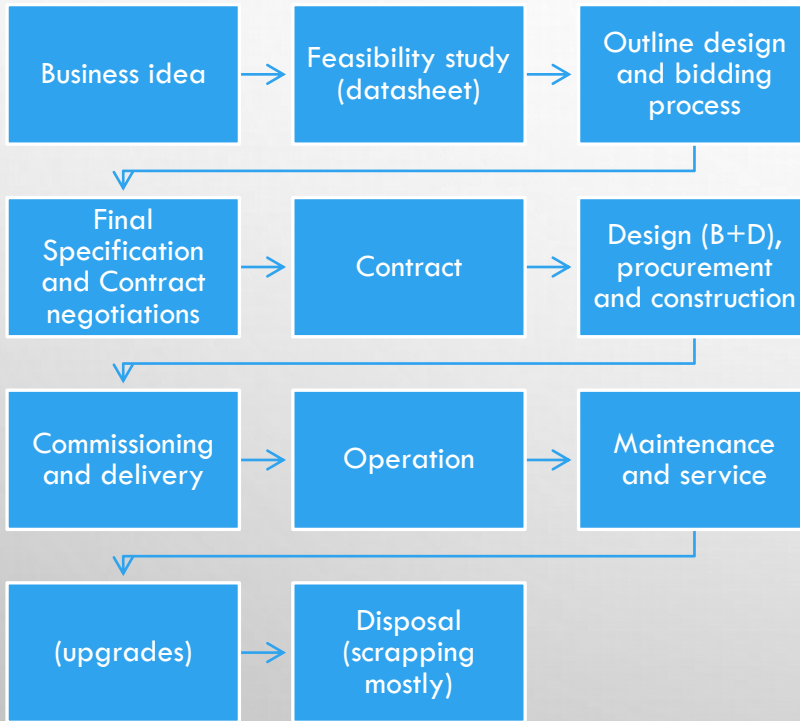 Business idea
Feasibility study
(datasheet)
Outline design
and bidding
process
Final
Specification
and Contract
negotiations
Contract
Design (B+D),
procurement
and construction
Commissioning
and delivery
Operation
Maintenance
and service
(upgrades)
Disposal
(scrapping
mostly)